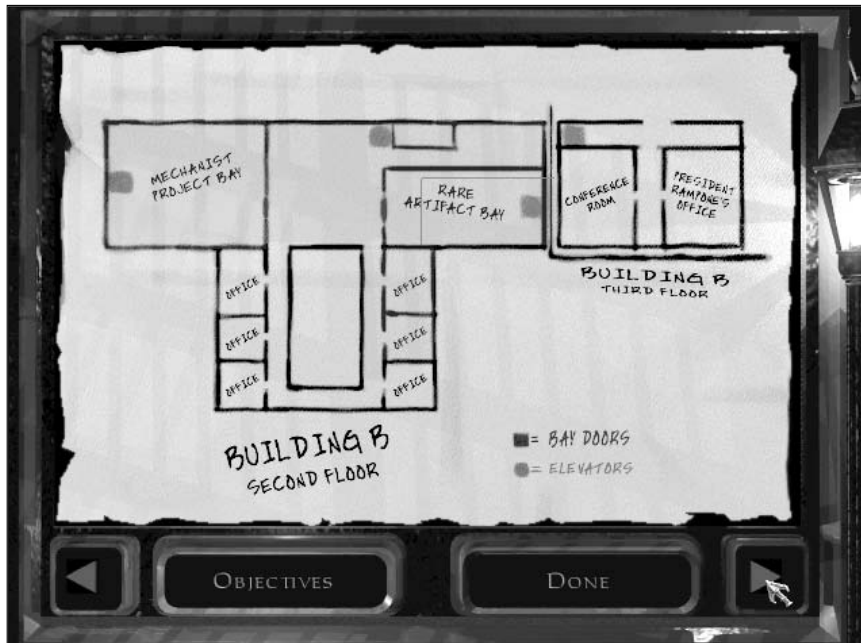 MECHANIST
PROJECT BAY
RARE
ARTIFACT BAY
CONFERENCE
ROOM
PRESIDENT
RAMPONE'S
OFFICE
BUILDING B
THIRD FLOOR
OFFICE
OFFICE
OFFICE
OFFICE
OFFICE
OFFICE
BUILDING B
SECOND FLOOR
= BAY DOORS
= ELEVATORS
OBJECTIVES
DONE